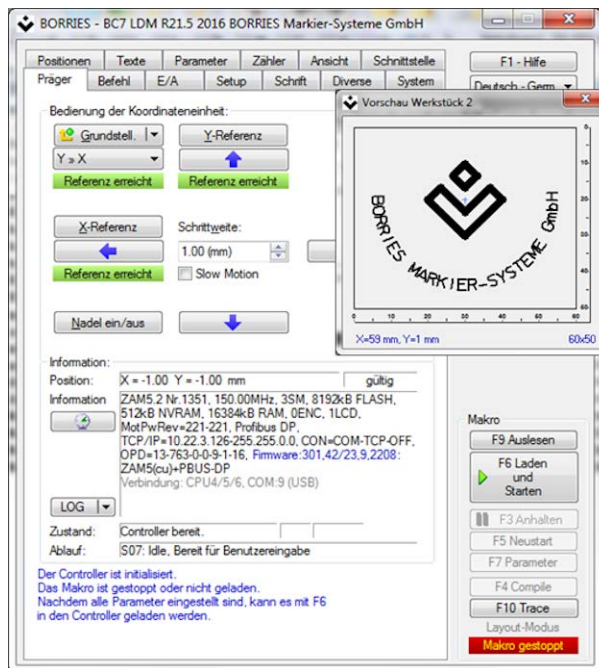 BORRIES - BC7 LDM R21.5 2016 BORRIES Markier-Systeme GmbH
Positionen Texte Parameter Zähler Ansicht Schnittstelle
Präger Befehl E/A Setup Schrift Diverse System
F1 - Hilfe
Deutsch - Germ
Bedienung der Koordinateneinheit:
Grundstell. Y-Referenz
Y » X
Referenz erreicht Referenz erreicht
X-Referenz Schrittweite:
1.00 (mm)
Referenz erreicht Slow Motion
Nadel ein/aus
Vorschau Werkstück 2
BORRIES MARKIER-SYSTEME GmbH
0 10 20 30 40 50 60
X=59 mm, Y=1 mm 60x50
Information:
Position: X = -1.00 Y = -1.00 mm gültig
Information ZAM5.2 Nr.1351, 150.00MHz, 3SM, 8192kB FLASH,
512kB NVRAM, 16384kB RAM, 0ENC, 1LCD,
MotPwRev=221-221, Profibus DP,
TCP/IP=10.22.3.126-255.255.0.0, CON=COM-TCP-OFF,
OPD=13-763-0-0-9-1-16, Firmware:301,42/23,9,2208:
ZAM5(cu)+PBUS-DP
Verbindung: CPU4/5/6, COM:9 (USB)
LOG
Zustand: Controller bereit.
Ablauf: S07: Idle, Bereit für Benutzereingabe
Der Controller ist initialisiert.
Das Makro ist gestoppt oder nicht geladen.
Nachdem alle Parameter eingestellt sind, kann es mit F6
in den Controller geladen werden.
Makro
F9 Auslesen
F6 Laden
und
Starten
F3 Anhalten
F5 Neustart
F7 Parameter
F4 Compile
F10 Trace
Layout-Modus
Makro gestoppt